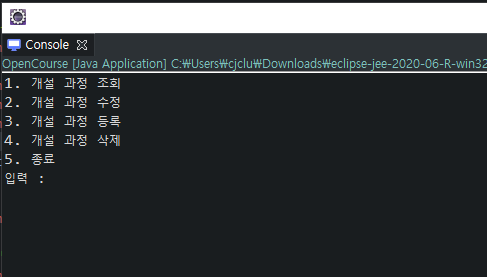 Console
OpenCourse [Java Application] C:₩Users₩cjclu₩Downloads₩eclipse-jee-2020-06-R-win32
1. 개설 과정 조회
2. 개설 과정 수정
3. 개설 과정 등록
4. 개설 과정 삭제
5. 종료
입력 :